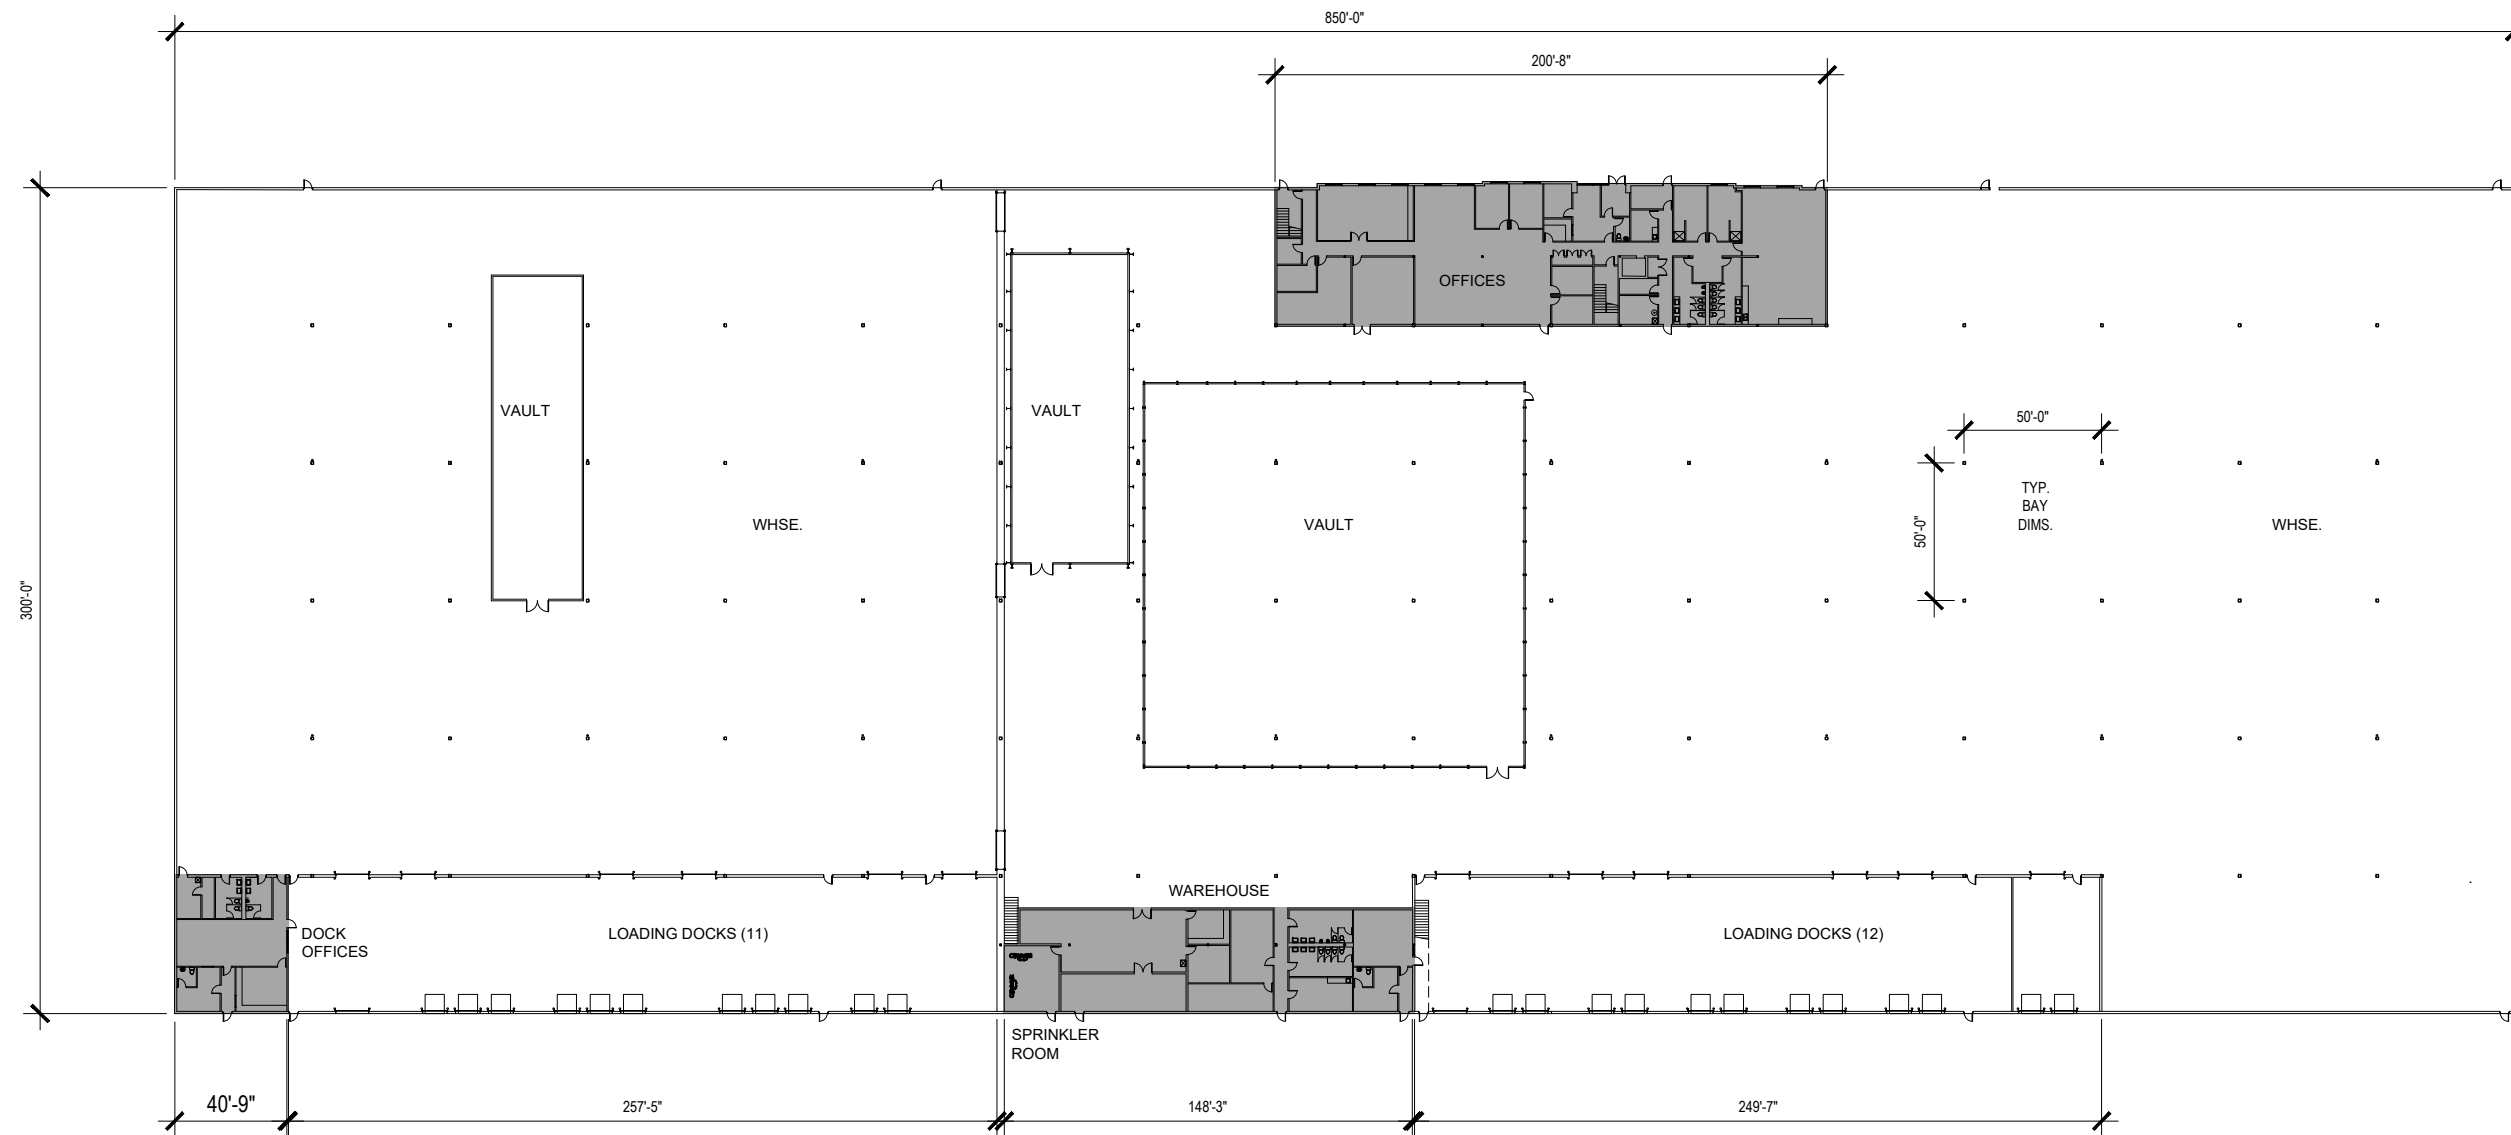 850'-0"
200'-8"
OFFICES
VAULT
VAULT
50'-0"
TYP.
BAY
DIMS.
WHSE.
VAULT
50'-0"
WHSE.
300'-0"
WAREHOUSE
DOCK
OFFICES
LOADING DOCKS (11)
LOADING DOCKS (12)
SPRINKLER
ROOM
40'-9"
257'-5"
148'-3"
249'-7"